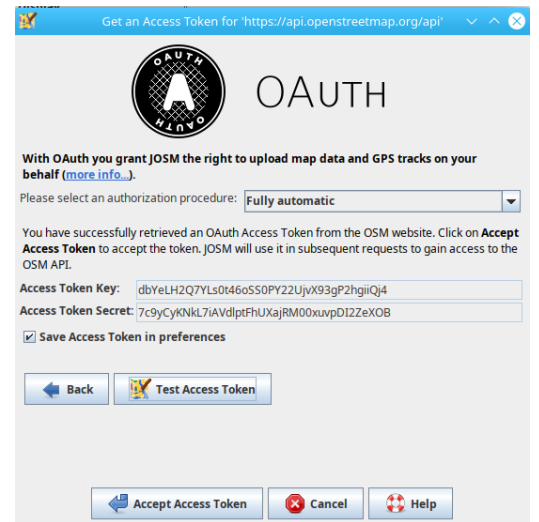 Get an Access Token for 'https://api.openstreetmap.org/api'
OAUTH
A
OAUTH
OAUTH
With OAuth you grant JOSM the right to upload map data and GPS tracks on your
behalf (more info...).
Please select an authorization procedure: Fully automatic
You have successfully retrieved an OAuth Access Token from the OSM website. Click on Accept
Access Token to accept the token. JOSM will use it in subsequent requests to gain access to the
OSM API.
Access Token Key: dbYeLH2Q7YLs0t46oSS0PY22UjvX93gP2hgiiQj4
Access Token Secret: 7c9yCyKNkL7iAVdlptFhUXajRM00xuvpDI2ZeXOB
Save Access Token in preferences
Back Test Access Token
Accept Access Token Cancel Help